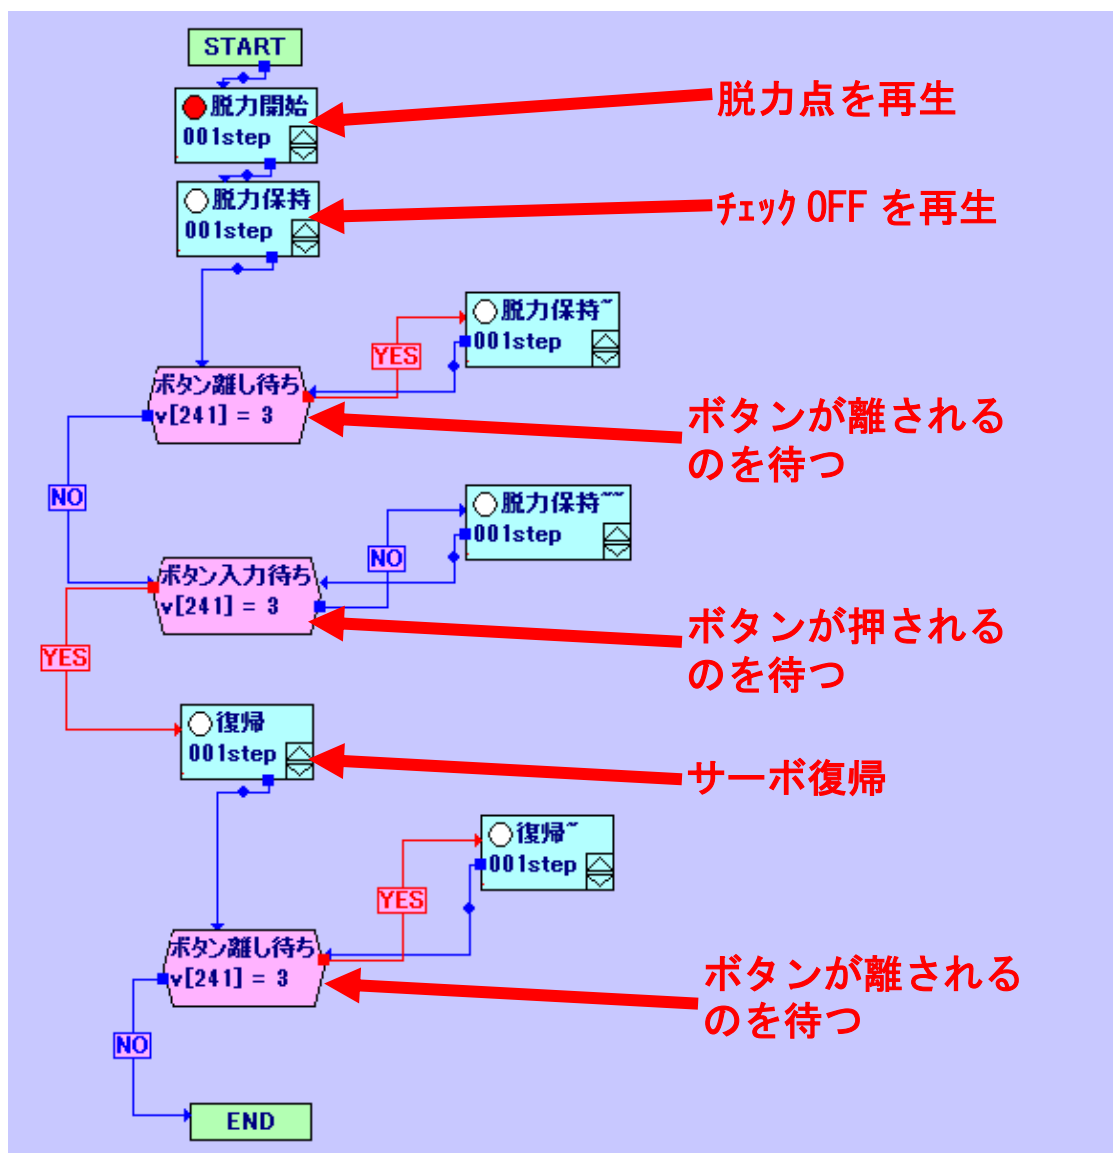 START
脱力開始
脱力点を再生
001step
脱力保持
チェックOFF を再生
001step
脱力保持~
001step
YES
ボタン離し待ち
v[241] = 3
ボタンが離される
のを待つ
NO
脱力保持~~
001step
NO
ボタン入力待ち
v[241] = 3
ボタンが押される
のを待つ
YES
復帰
001step
サーボ復帰
復帰~
001step
YES
ボタン離し待ち
v[241] = 3
ボタンが離される
のを待つ
NO
END